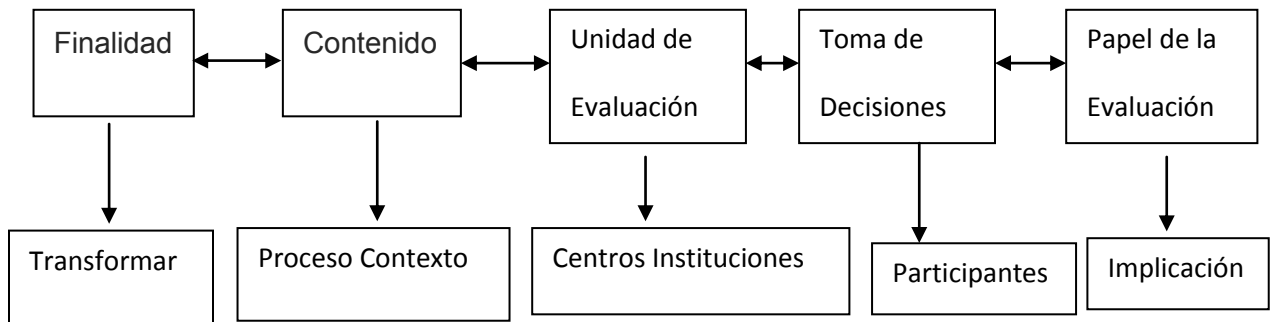 Finalidad
Contenido
Unidad de
Evaluación
Toma de
Decisiones
Papel de la
Evaluación
Transformar
Proceso Contexto
Centros Instituciones
Participantes
Implicación